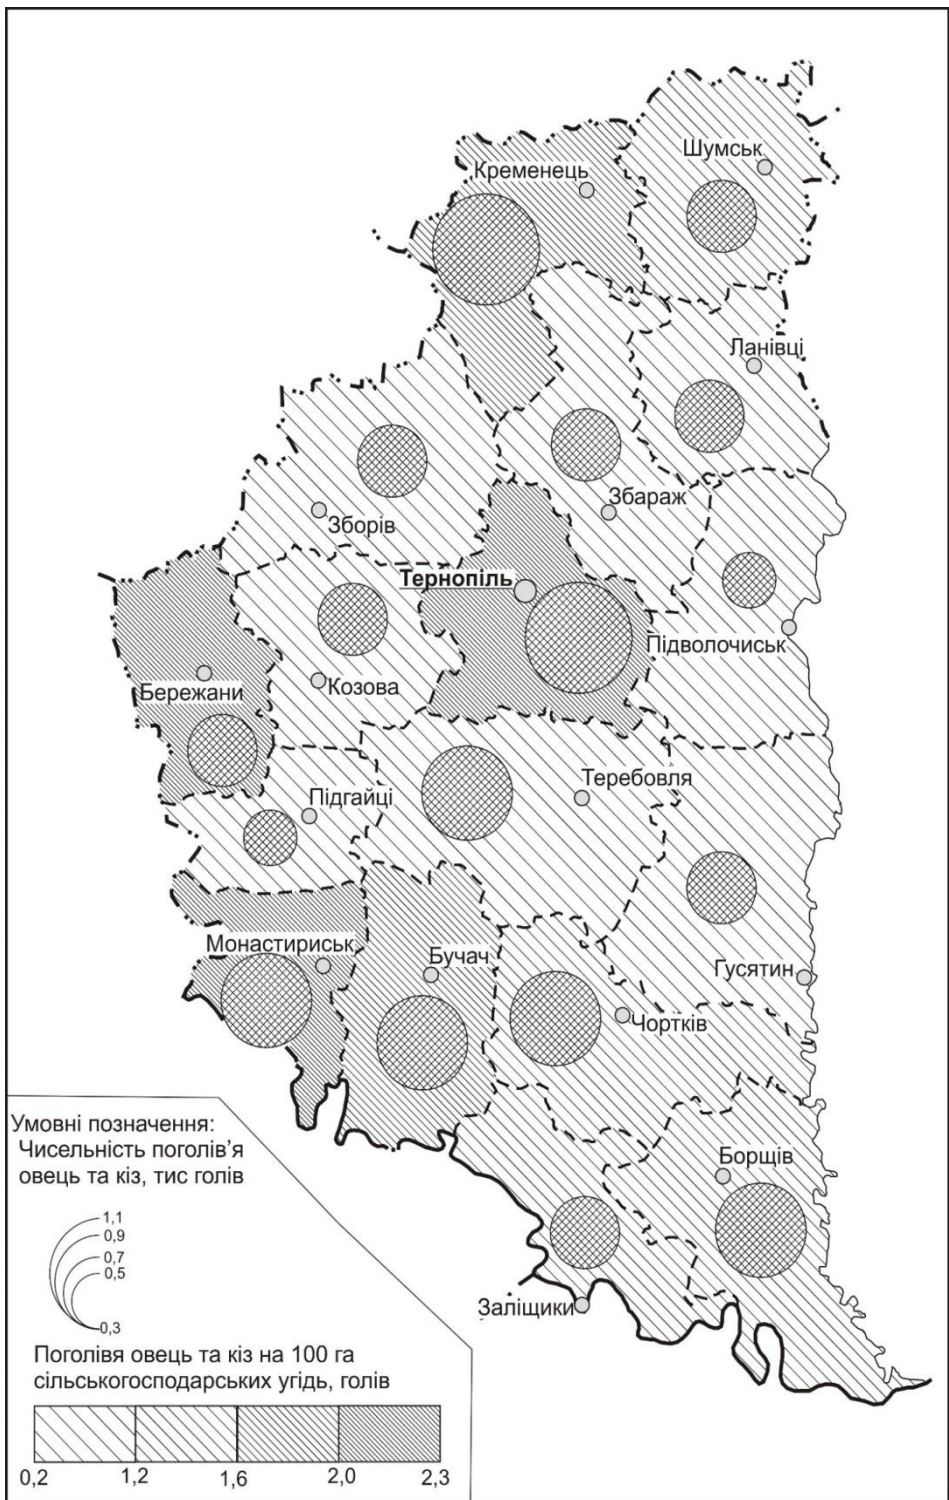 Шумськ
Кременець
Ланівці
Збараж
Зборів
Тернопіль
Підволочиськ
Козова
Бережани
Теребовля
Підгайці
Монастириськ
Бучач
Гусятин
Чортків
Борщів
Заліщики
Умовні позначення:
Чисельність поголів’я
овець та кіз, тис голів
1,1
0,9
0,7
0,5
0,3
Поголівя овець та кіз на 100 га
сільськогосподарських угідь, голів
0,2 1,2 1,6 2,0 2,3